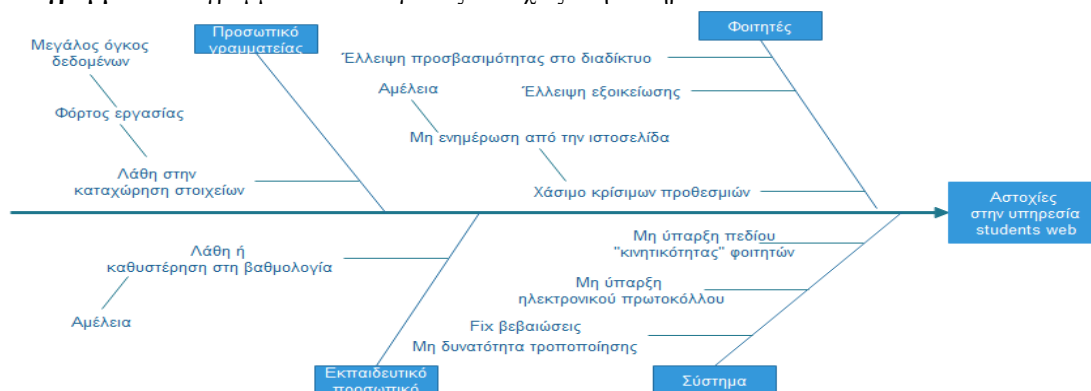 Προσωπικό
γραμματείας
Φοιτητές
Μεγάλος όγκος
δεδομένων
Φόρτος εργασίας
Λάθη στην
καταχώρηση στοιχείων
Έλλειψη προσβασιμότητας στο διαδίκτυο
Αμέλεια
Έλλειψη εξοικείωσης
Μη ενημέρωση από την ιστοσελίδα
Χάσιμο κρίσιμων προθεσμιών
Αστοχίες
στην υπηρεσία
students web
Λάθη ή
καθυστέρηση στη βαθμολογία
Αμέλεια
Μη ύπαρξη πεδίου
"κινητικότητας" φοιτητών
Μη ύπαρξη
ηλεκτρονικού πρωτοκόλλου
Fix βεβαιώσεις
Μη δυνατότητα τροποποίησης
Εκπαιδευτικό
προσωπικό
Σύστημα